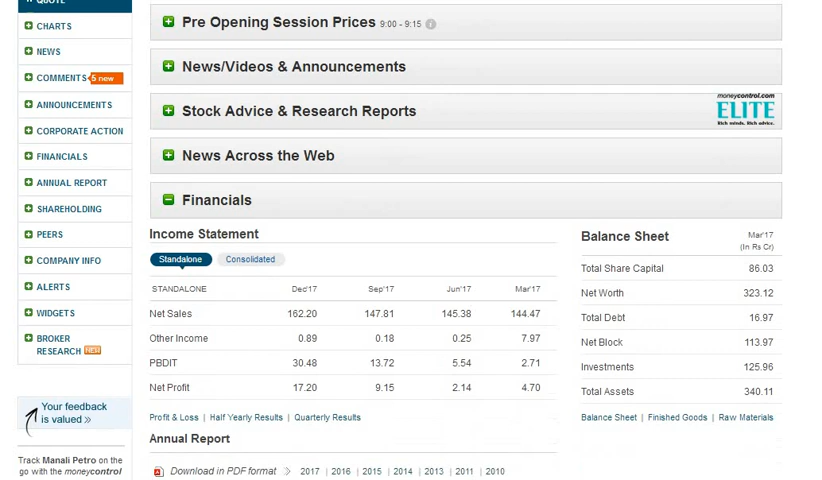 QUOTE
CHARTS
NEWS
COMMENTS 5 new
ANNOUNCEMENTS
CORPORATE ACTION
FINANCIALS
ANNUAL REPORT
SHAREHOLDING
PEERS
COMPANY INFO
ALERTS
WIDGETS
BROKER
RESEARCH NEW
Your feedback
is valued »
Track Manali Petro on the
go with the moneycontrol
Pre Opening Session Prices 9:00 - 9:15 i
News/Videos & Announcements
Stock Advice & Research Reports
moneycontrol.com
ELITE
Rich minds. Rich advice.
News Across the Web
Financials
Income Statement
Standalone Consolidated
STANDALONE Dec'17 Sep'17 Jun'17 Mar'17
Net Sales 162.20 147.81 145.38 144.47
Other Income 0.89 0.18 0.25 7.97
PBDIT 30.48 13.72 5.54 2.71
Net Profit 17.20 9.15 2.14 4.70
Profit & Loss | Half Yearly Results | Quarterly Results
Balance Sheet Mar'17
(In Rs Cr)
Total Share Capital 86.03
Net Worth 323.12
Total Debt 16.97
Net Block 113.97
Investments 125.96
Total Assets 340.11
Balance Sheet | Finished Goods | Raw Materials
Annual Report
Download in PDF format 2017 | 2016 | 2015 | 2014 | 2013 | 2011 | 2010